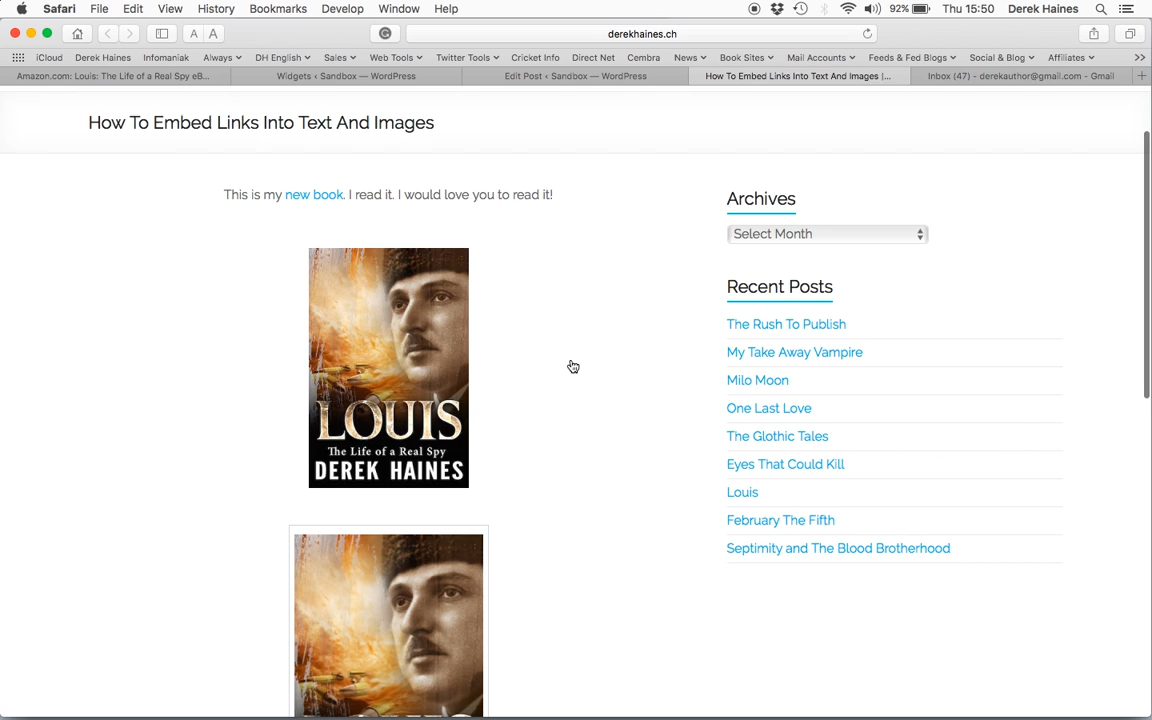 Safari File Edit View History Bookmarks Develop Window Help 92% Thu 15:50 Derek Haines
A A derekhaines.ch
iCloud Derek Haines Infomaniak Always DH English Sales Web Tools Twitter Tools Cricket Info Direct Net Cembra News Book Sites Mail Accounts Feeds & Fed Blogs Social & Blog Affiliates
Amazon.com: Louis: The Life of a Real Spy eB... Widgets ‹ Sandbox — WordPress Edit Post ‹ Sandbox — WordPress How To Embed Links Into Text And Images |... Inbox (47) - derekauthor@gmail.com - Gmail
How To Embed Links Into Text And Images
This is my new book. I read it. I would love you to read it!
LOUIS
The Life of a Real Spy
DEREK HAINES
Archives
Select Month
Recent Posts
The Rush To Publish
My Take Away Vampire
Milo Moon
One Last Love
The Glothic Tales
Eyes That Could Kill
Louis
February The Fifth
Septimity and The Blood Brotherhood